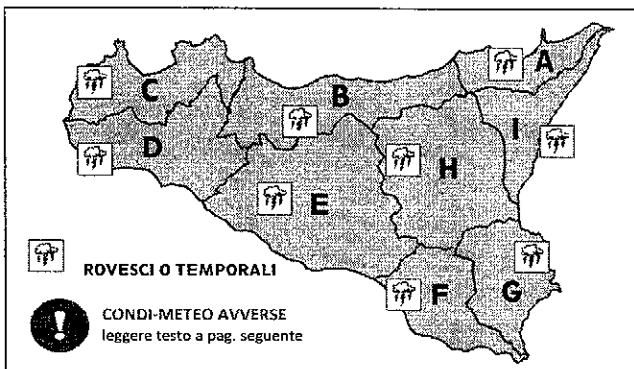 A
C
B
I
D
H
E
G
F
ROVESCI O TEMPORALI
CONDI-METEO AVVERSE
leggere testo a pag. seguente